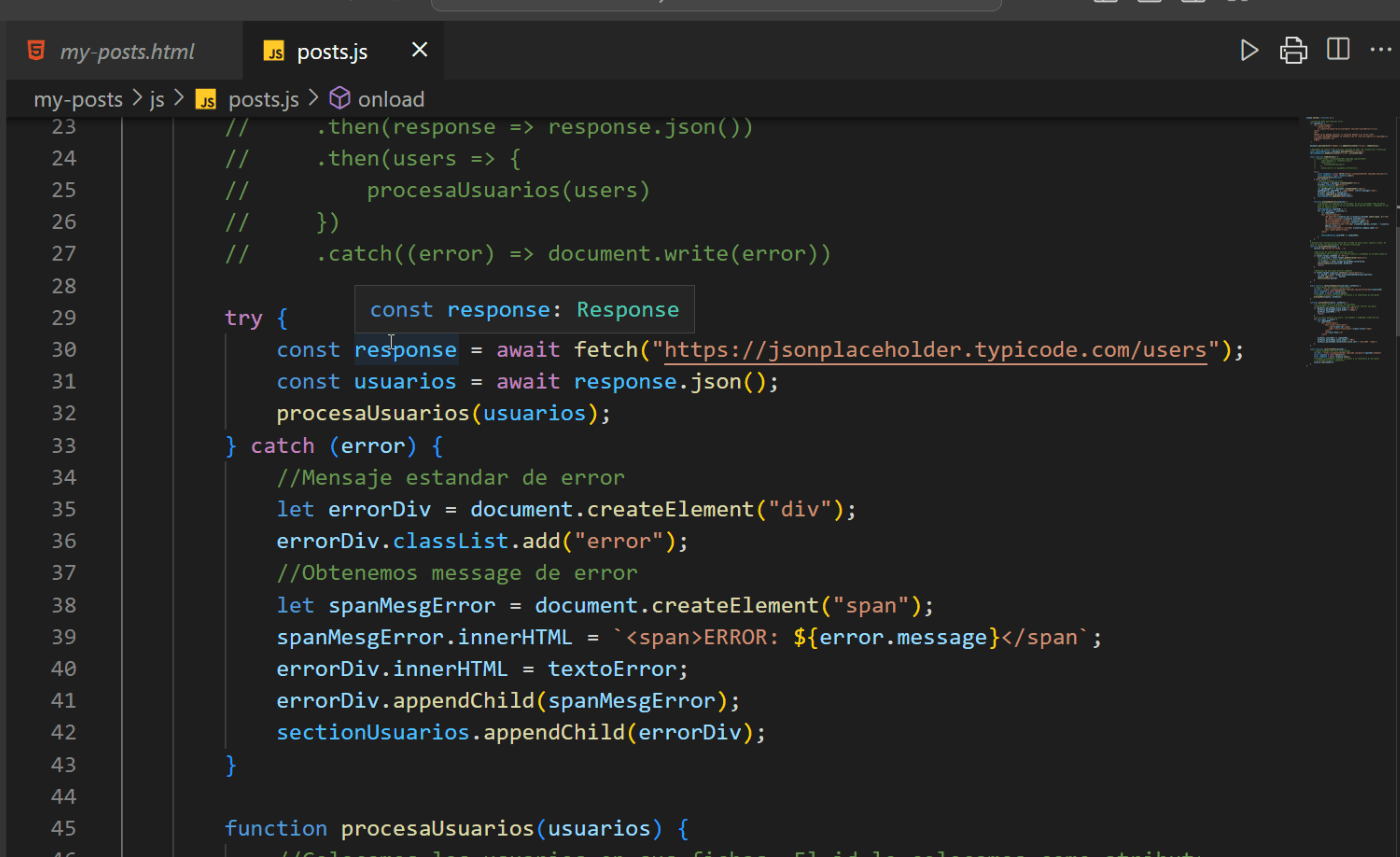 my-posts.html
JS posts.js
my-posts > js > JS posts.js > onload
23 // .then(response => response.json())
24 // .then(users => {
25 // procesaUsuarios(users)
26 // })
27 // .catch((error) => document.write(error))
28
const response: Response
29 try {
30 const response = await fetch("https://jsonplaceholder.typicode.com/users");
31 const usuarios = await response.json();
32 procesaUsuarios(usuarios);
33 } catch (error) {
34 //Mensaje estandar de error
35 let errorDiv = document.createElement("div");
36 errorDiv.classList.add("error");
37 //Obtenemos message de error
38 let spanMesgError = document.createElement("span");
39 spanMesgError.innerHTML = `<span>ERROR: ${error.message}</span`;
40 errorDiv.innerHTML = textoError;
41 errorDiv.appendChild(spanMesgError);
42 sectionUsuarios.appendChild(errorDiv);
43 }
44
45 function procesaUsuarios(usuarios) {